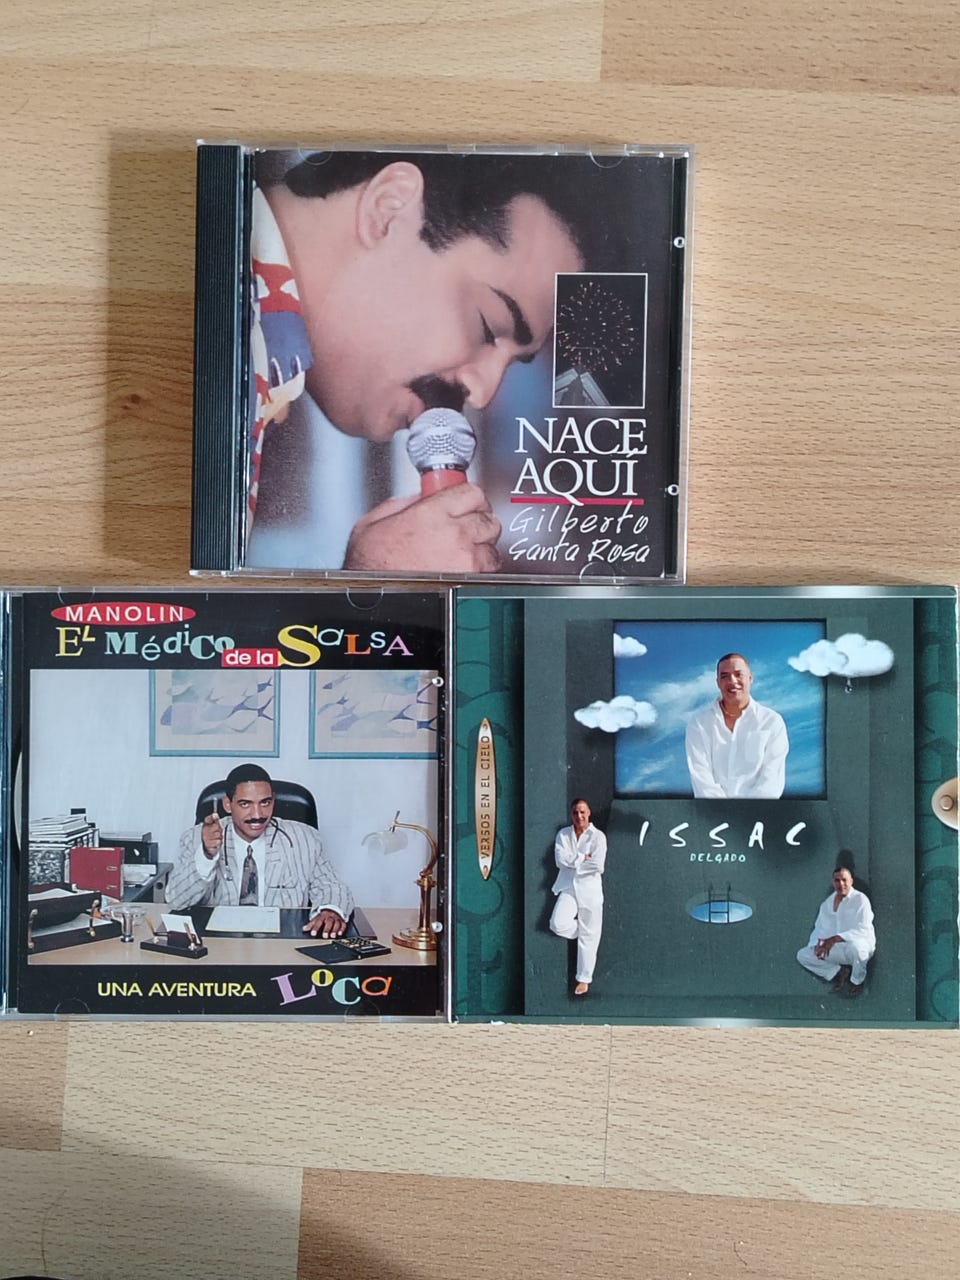 NACE
AQUÍ
Gilberto
Santa Rosa
MANOLIN
EL MéDiCo de la SaLSA
UNA AVENTURA LoCa
VERSOS EN EL CIELO
ISSAC
DELGADO